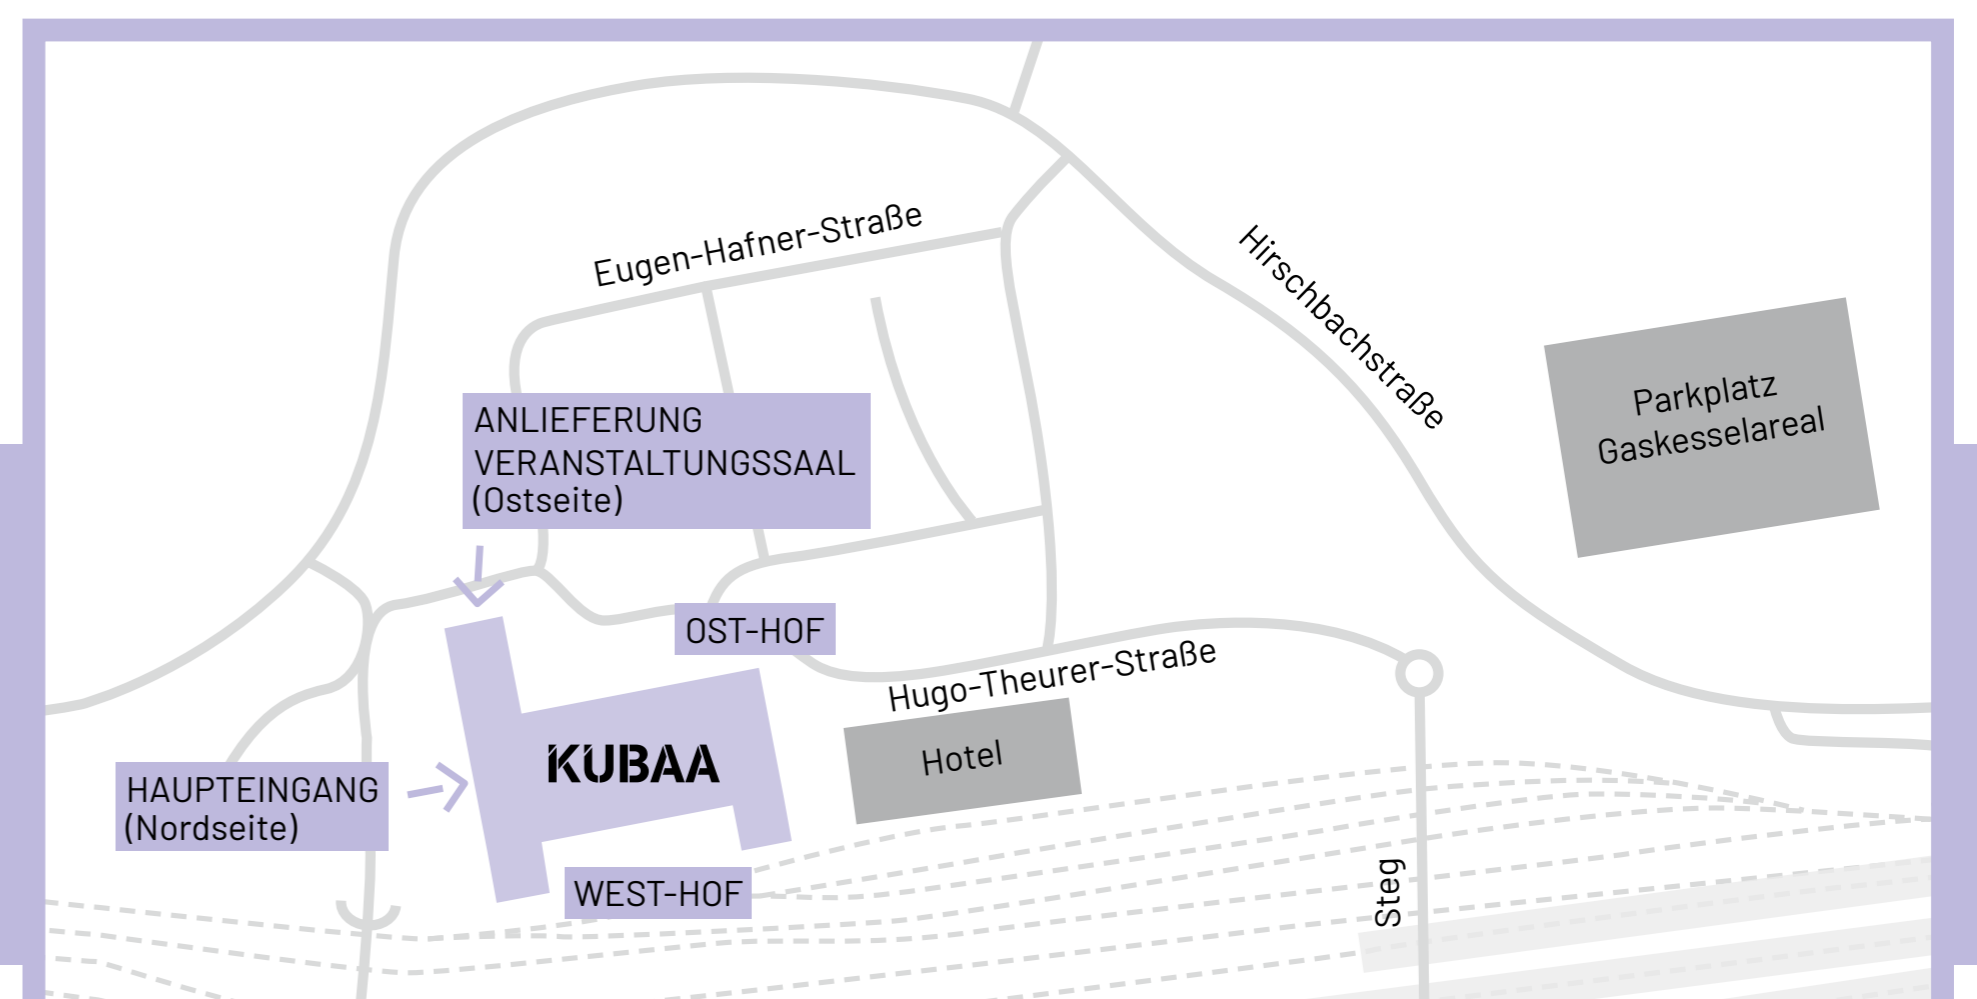 Eugen-Hafner-Straße
Hirschbachstraße
Parkplatz
Gaskesselareal
ANLIEFERUNG
VERANSTALTUNGSSAAL
(Ostseite)
OST-HOF
Hugo-Theurer-Straße
KUBAA
Hotel
HAUPTEINGANG
(Nordseite)
WEST-HOF
Steg